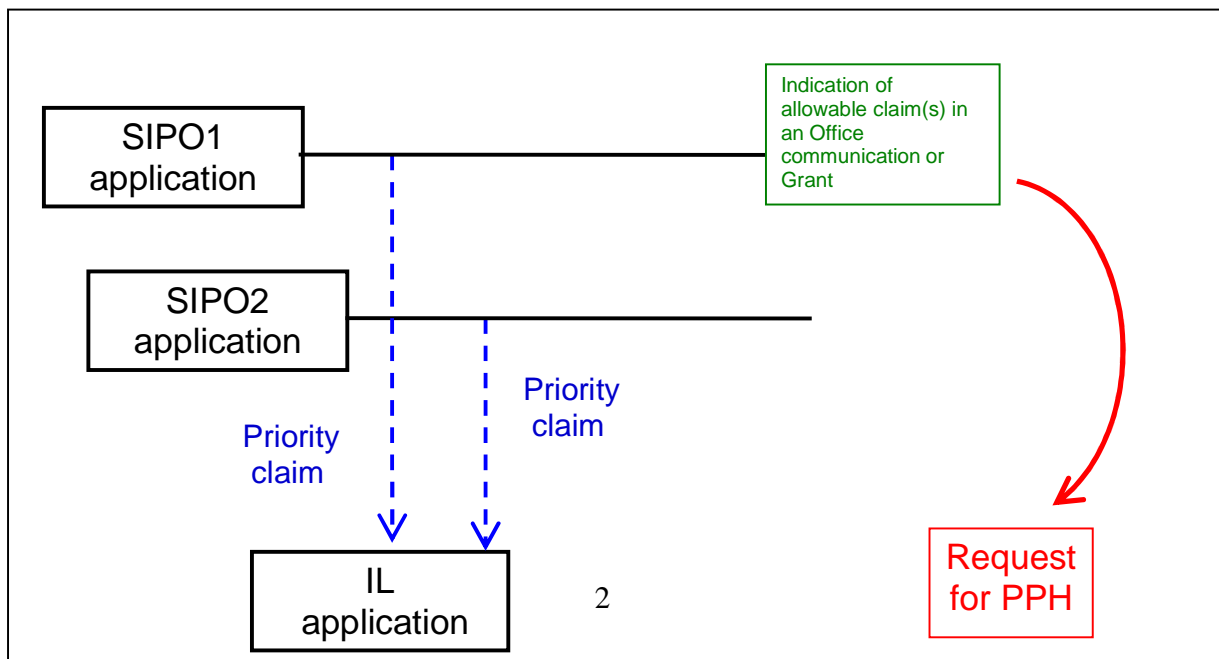 SIPO1
application
Indication of
allowable claim(s) in
an Office
communication or
Grant
SIPO2
application
Priority
claim
Priority
claim
IL
application
2
Request
for PPH